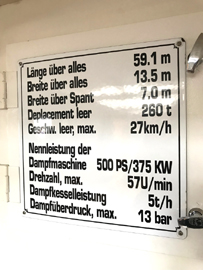 Länge über alles 59.1 m
Breite über alles 13.5 m
Breite über Spant 7.0 m
Deplacement leer 260 t
Geschw. leer, max. 27km/h
Nennleistung der
Dampfmaschine 500 PS/375 KW
Drehzahl, max. 57U/min
Dampfkesselleistung 5t/h
Dampfüberdruck, max. 13 bar